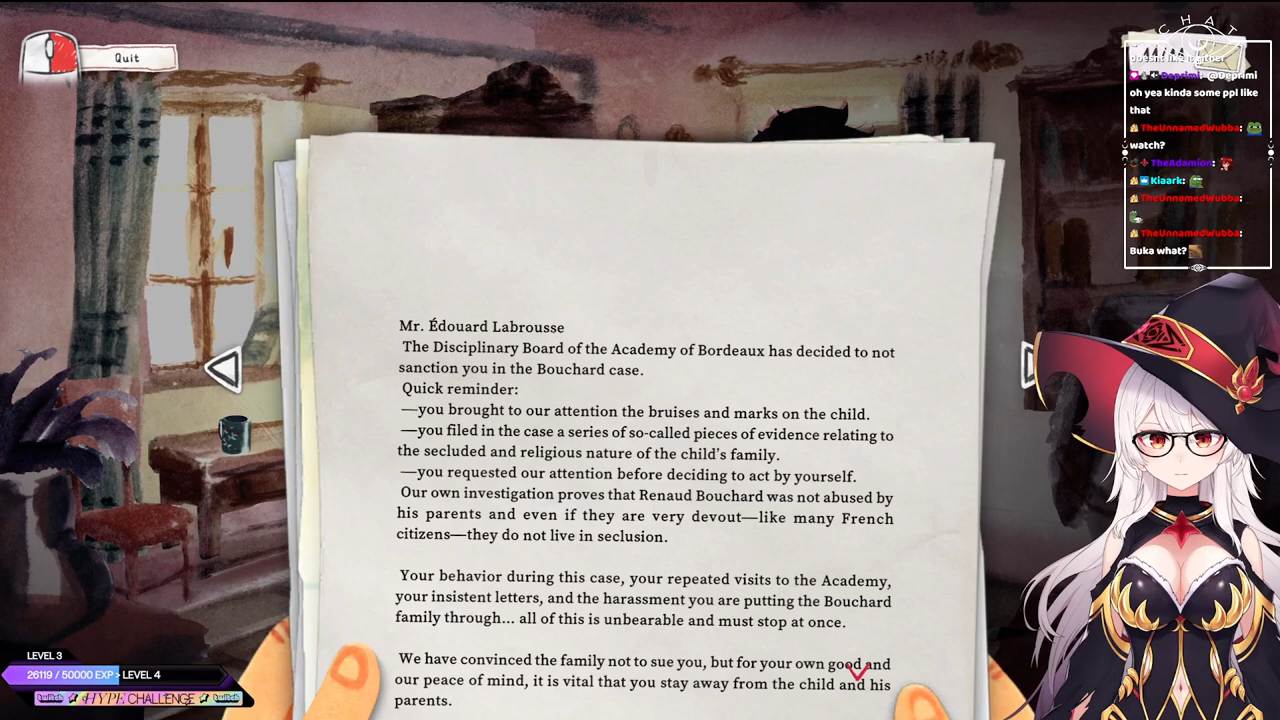 CHAT
Quit
doesnt like it either
Deprimi: @Deprimi
oh yea kinda some ppl like
that
TheUnnamedWubba:
watch?
TheAdamion:
Kiaark:
TheUnnamedWubba:
TheUnnamedWubba:
Buka what?
Mr. Édouard Labrousse
The Disciplinary Board of the Academy of Bordeaux has decided to not
sanction you in the Bouchard case.
Quick reminder:
—you brought to our attention the bruises and marks on the child.
—you filed in the case a series of so-called pieces of evidence relating to
the secluded and religious nature of the child's family.
—you requested our attention before deciding to act by yourself.
Our own investigation proves that Renaud Bouchard was not abused by
his parents and even if they are very devout—like many French
citizens—they do not live in seclusion.
Your behavior during this case, your repeated visits to the Academy,
your insistent letters, and the harassment you are putting the Bouchard
family through... all of this is unbearable and must stop at once.
We have convinced the family not to sue you, but for your own good and
our peace of mind, it is vital that you stay away from the child and his
parents.
LEVEL 3
26119 / 50000 EXP > LEVEL 4
twitch HYPE CHALLENGE twitch